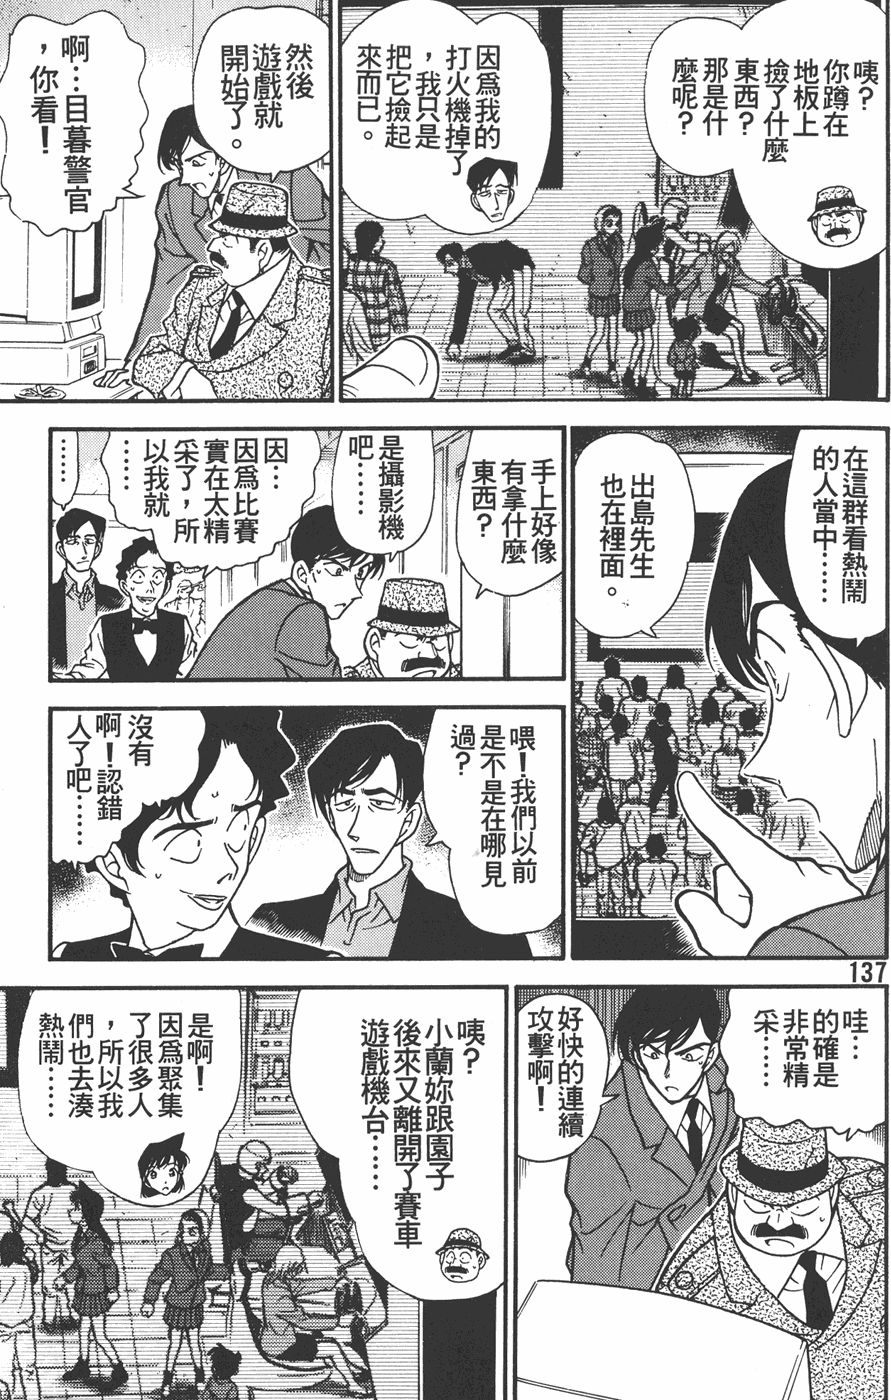 咦？
你蹲在
地板上
撿了什麼
東西？
那是什
麼呢？
因為我的
打火機掉了
，我只是
把它撿起
來而已。
然後
遊戲就
開始了。
啊…目暮警官
，你看！
在這群看熱鬧
的人當中……
出島先生
也在裡面。
手上好像
有拿什麼
東西？
是攝影機
吧……
因…
因為比賽
實在太精
采了，所
以我就
……
……
喂！我們以前
是不是在哪見
過？
沒有
啊！認錯
人了吧……
137
哇…
的確是
非常精
采……
好快的連續
攻擊啊！
咦？
小蘭妳跟園子
後來又離開了賽車
遊戲機台……
是啊！
因為聚集
了很多人
，所以我
們也去湊
熱鬧……